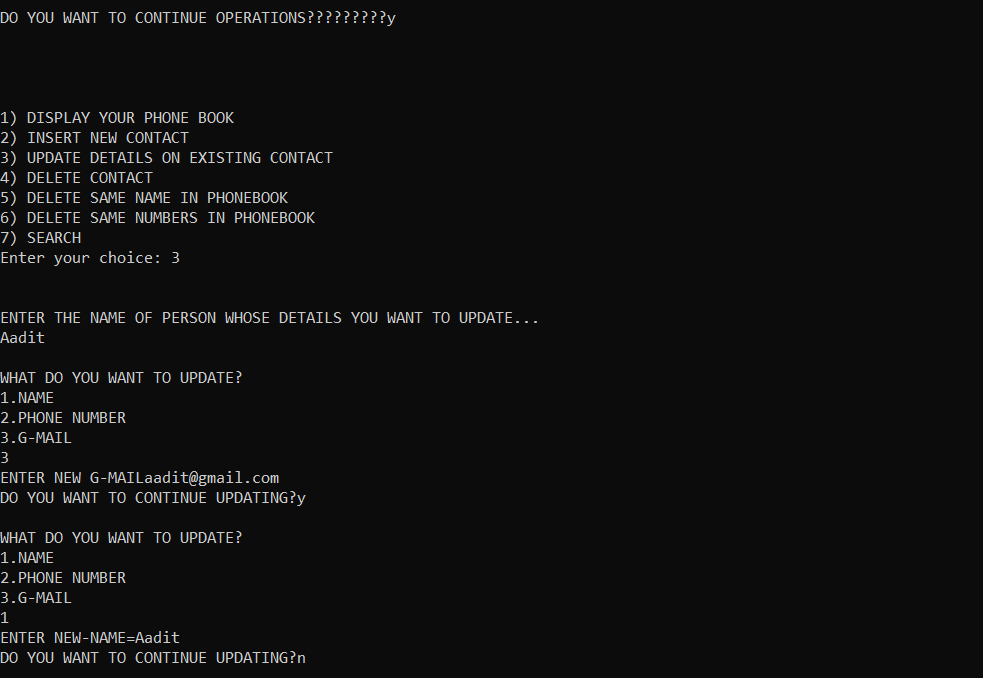 DO YOU WANT TO CONTINUE OPERATIONS?????????y
1) DISPLAY YOUR PHONE BOOK
2) INSERT NEW CONTACT
3) UPDATE DETAILS ON EXISTING CONTACT
4) DELETE CONTACT
5) DELETE SAME NAME IN PHONEBOOK
6) DELETE SAME NUMBERS IN PHONEBOOK
7) SEARCH
Enter your choice: 3
ENTER THE NAME OF PERSON WHOSE DETAILS YOU WANT TO UPDATE...
Aadit
WHAT DO YOU WANT TO UPDATE?
1.NAME
2.PHONE NUMBER
3.G-MAIL
3
ENTER NEW G-MAILaadit@gmail.com
DO YOU WANT TO CONTINUE UPDATING?y
WHAT DO YOU WANT TO UPDATE?
1.NAME
2.PHONE NUMBER
3.G-MAIL
1
ENTER NEW-NAME=Aadit
DO YOU WANT TO CONTINUE UPDATING?n